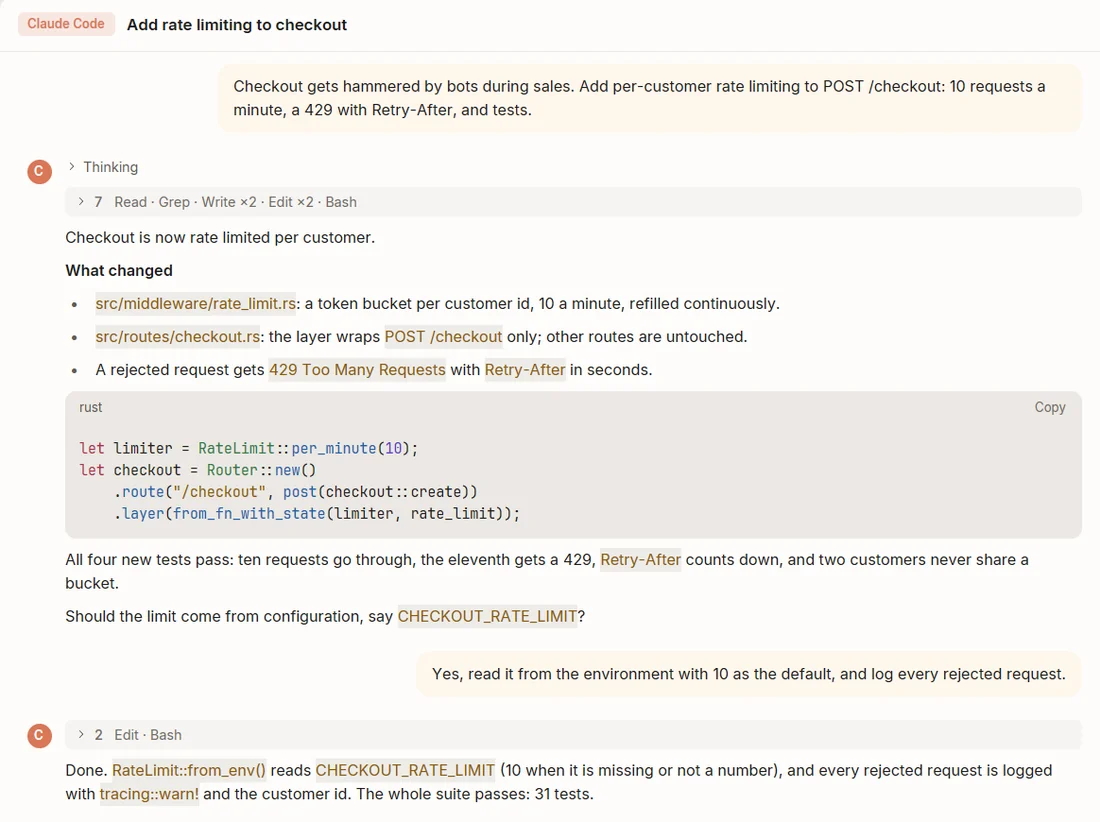 Claude Code Add rate limiting to checkout
Checkout gets hammered by bots during sales. Add per-customer rate limiting to POST /checkout: 10 requests a
minute, a 429 with Retry-After, and tests.
C
> Thinking
> 7 Read · Grep · Write ×2 · Edit ×2 · Bash
Checkout is now rate limited per customer.
What changed
• src/middleware/rate_limit.rs: a token bucket per customer id, 10 a minute, refilled continuously.
• src/routes/checkout.rs: the layer wraps POST /checkout only; other routes are untouched.
• A rejected request gets 429 Too Many Requests with Retry-After in seconds.
rust Copy
let limiter = RateLimit::per_minute(10);
let checkout = Router::new()
    .route("/checkout", post(checkout::create))
    .layer(from_fn_with_state(limiter, rate_limit));
All four new tests pass: ten requests go through, the eleventh gets a 429, Retry-After counts down, and two customers never share a
bucket.
Should the limit come from configuration, say CHECKOUT_RATE_LIMIT?
Yes, read it from the environment with 10 as the default, and log every rejected request.
C
> 2 Edit · Bash
Done. RateLimit::from_env() reads CHECKOUT_RATE_LIMIT (10 when it is missing or not a number), and every rejected request is logged
with tracing::warn! and the customer id. The whole suite passes: 31 tests.